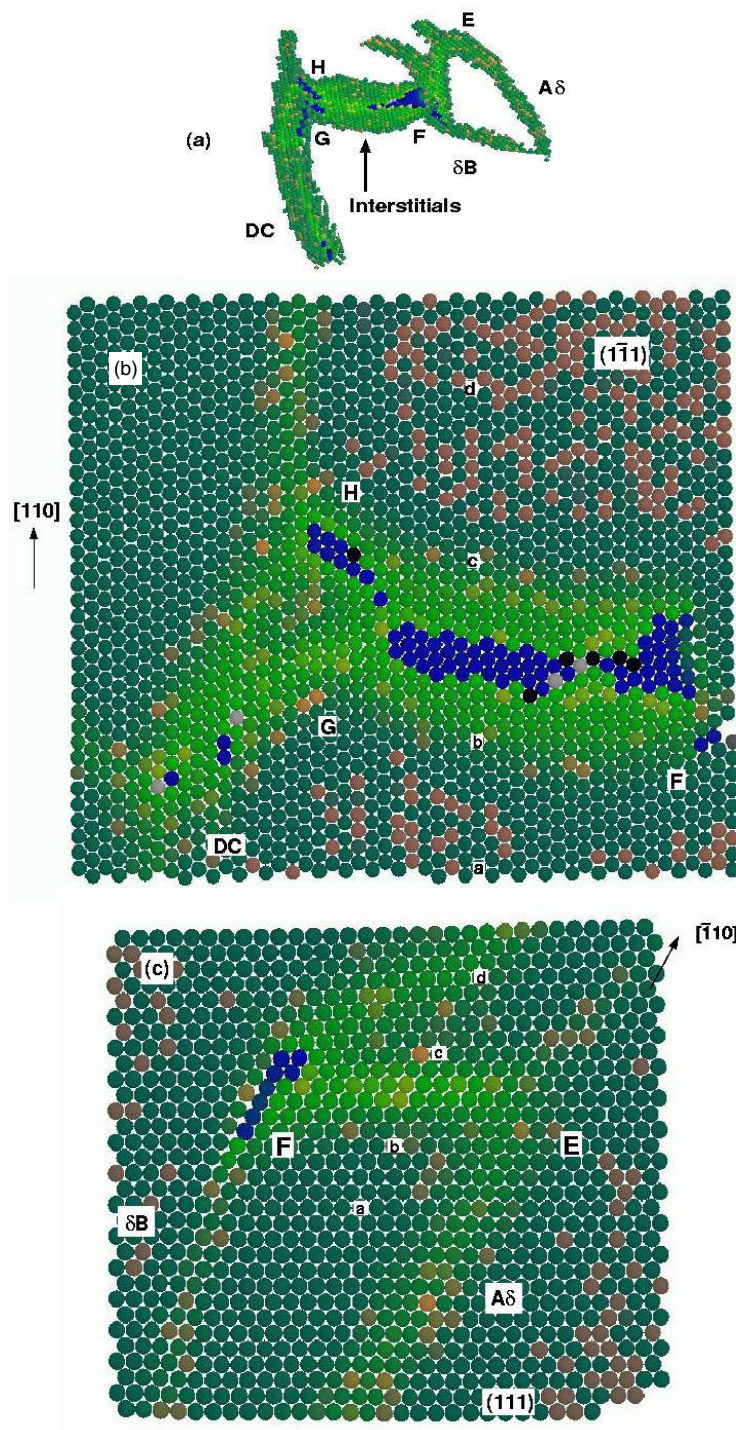 E
H
Aδ
(a)
G
F
δB
Interstitials
DC
(b)
(11̄1)
d
[110]
H
c
G
b
F
DC
a
(c)
[1̄10]
d
c
F
b
E
a
δB
Aδ
(111)